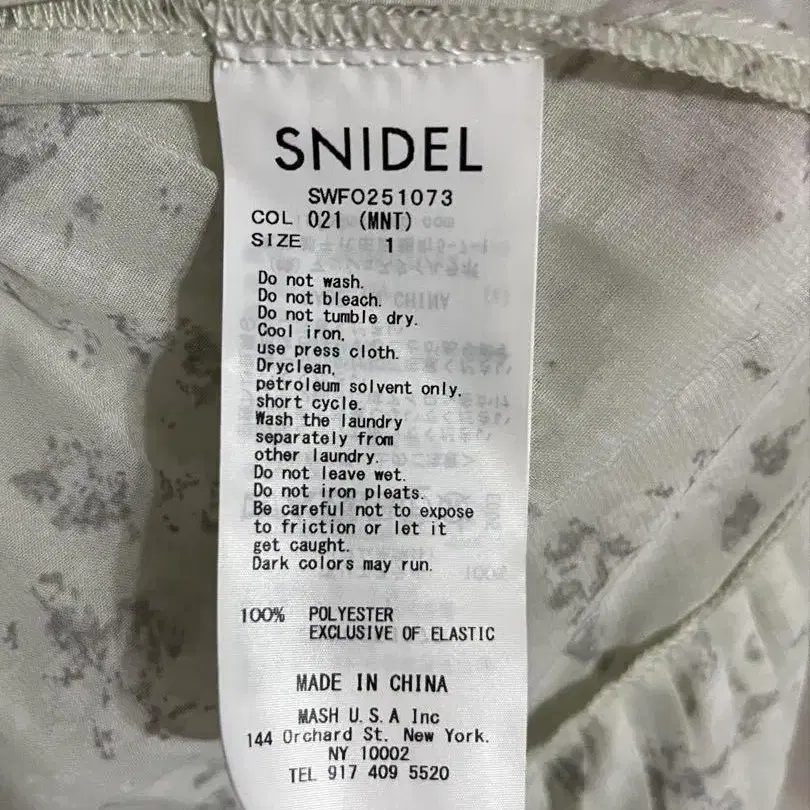 SNIDEL
SWFO251073
COL 021 (MNT)
SIZE 1
Do not wash.
Do not bleach.
Do not tumble dry.
Cool iron,
use press cloth.
Dryclean,
petroleum solvent only.
short cycle.
Wash the laundry
separately from
other laundry.
Do not leave wet.
Do not iron pleats.
Be careful not to expose
to friction or let it
get caught.
Dark colors may run.
100% POLYESTER
EXCLUSIVE OF ELASTIC
MADE IN CHINA
MASH U.S.A Inc
144 Orchard St. New York.
NY 10002
TEL 917 409 5520